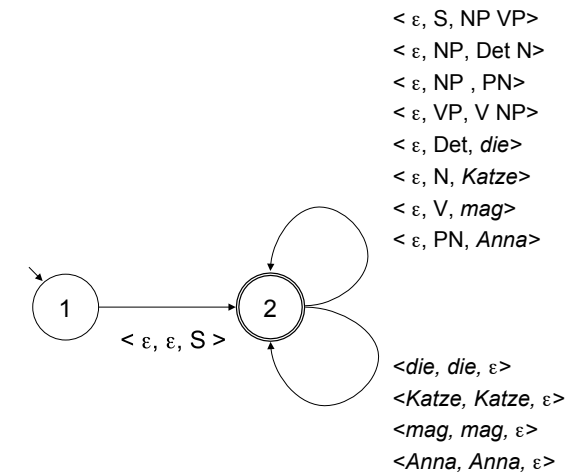 < ε, S, NP VP>
< ε, NP, Det N>
< ε, NP , PN>
< ε, VP, V NP>
< ε, Det, die>
< ε, N, Katze>
< ε, V, mag>
< ε, PN, Anna>
1
2
< ε, ε, S >
<die, die, ε>
<Katze, Katze, ε>
<mag, mag, ε>
<Anna, Anna, ε>